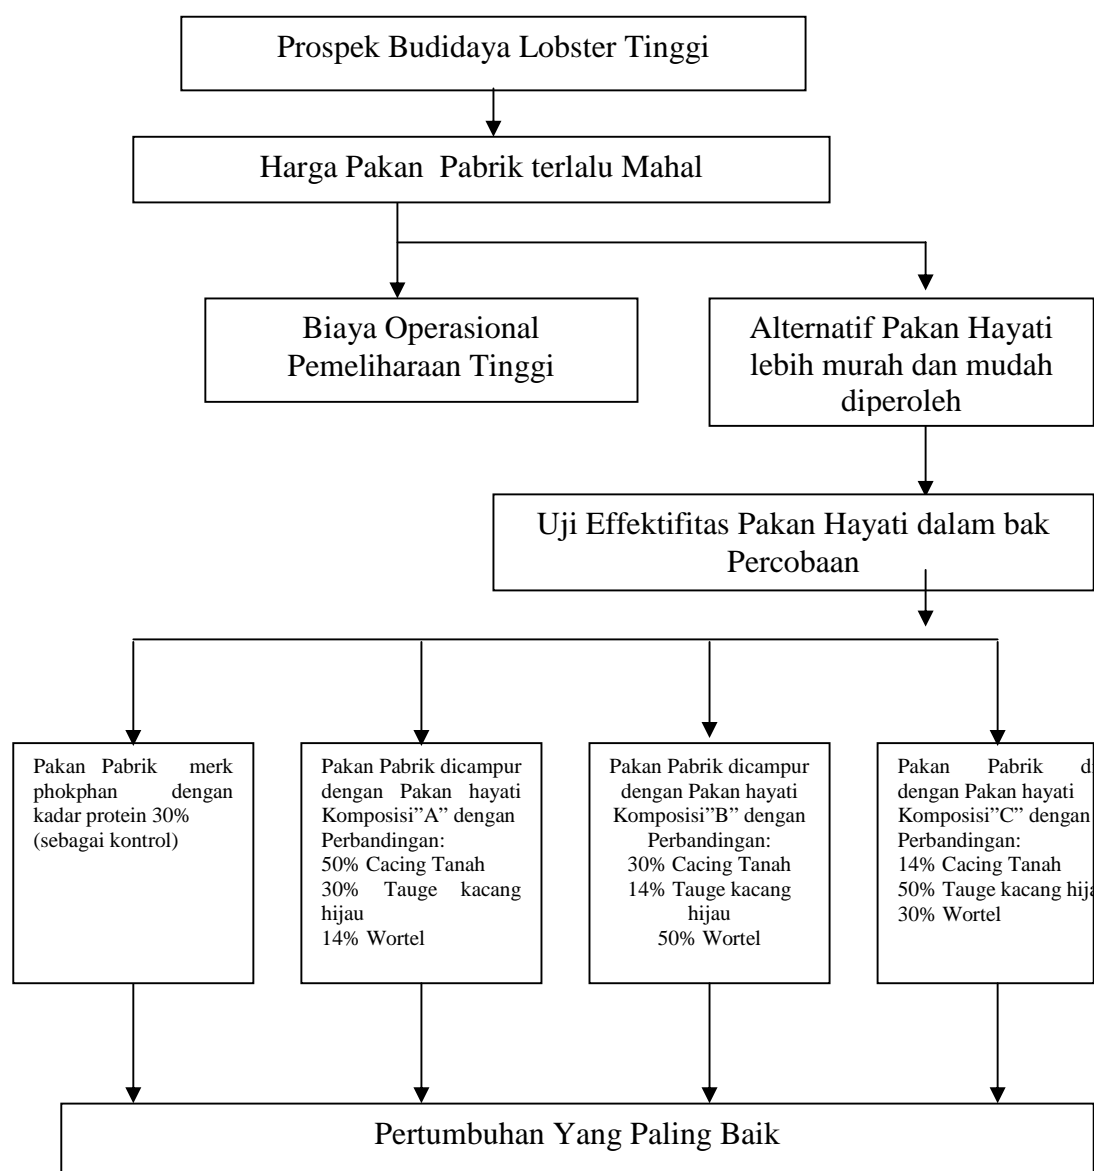 Prospek Budidaya Lobster Tinggi
Harga Pakan Pabrik terlalu Mahal
Biaya Operasional
Pemeliharaan Tinggi
Alternatif Pakan Hayati
lebih murah dan mudah
diperoleh
Uji Effektifitas Pakan Hayati dalam bak
Percobaan
Pakan Pabrik merk
phokphan dengan
kadar protein 30%
(sebagai kontrol)
Pakan Pabrik dicampur
dengan Pakan hayati
Komposisi”A” dengan
Perbandingan:
50% Cacing Tanah
30% Tauge kacang
hijau
14% Wortel
Pakan Pabrik dicampur
dengan Pakan hayati
Komposisi”B” dengan
Perbandingan:
30% Cacing Tanah
14% Tauge kacang
hijau
50% Wortel
Pakan Pabrik
dengan Pakan hayati
Komposisi”C” dengan
Perbandingan:
14% Cacing Tanah
50% Tauge kacang
30% Wortel
Pertumbuhan Yang Paling Baik